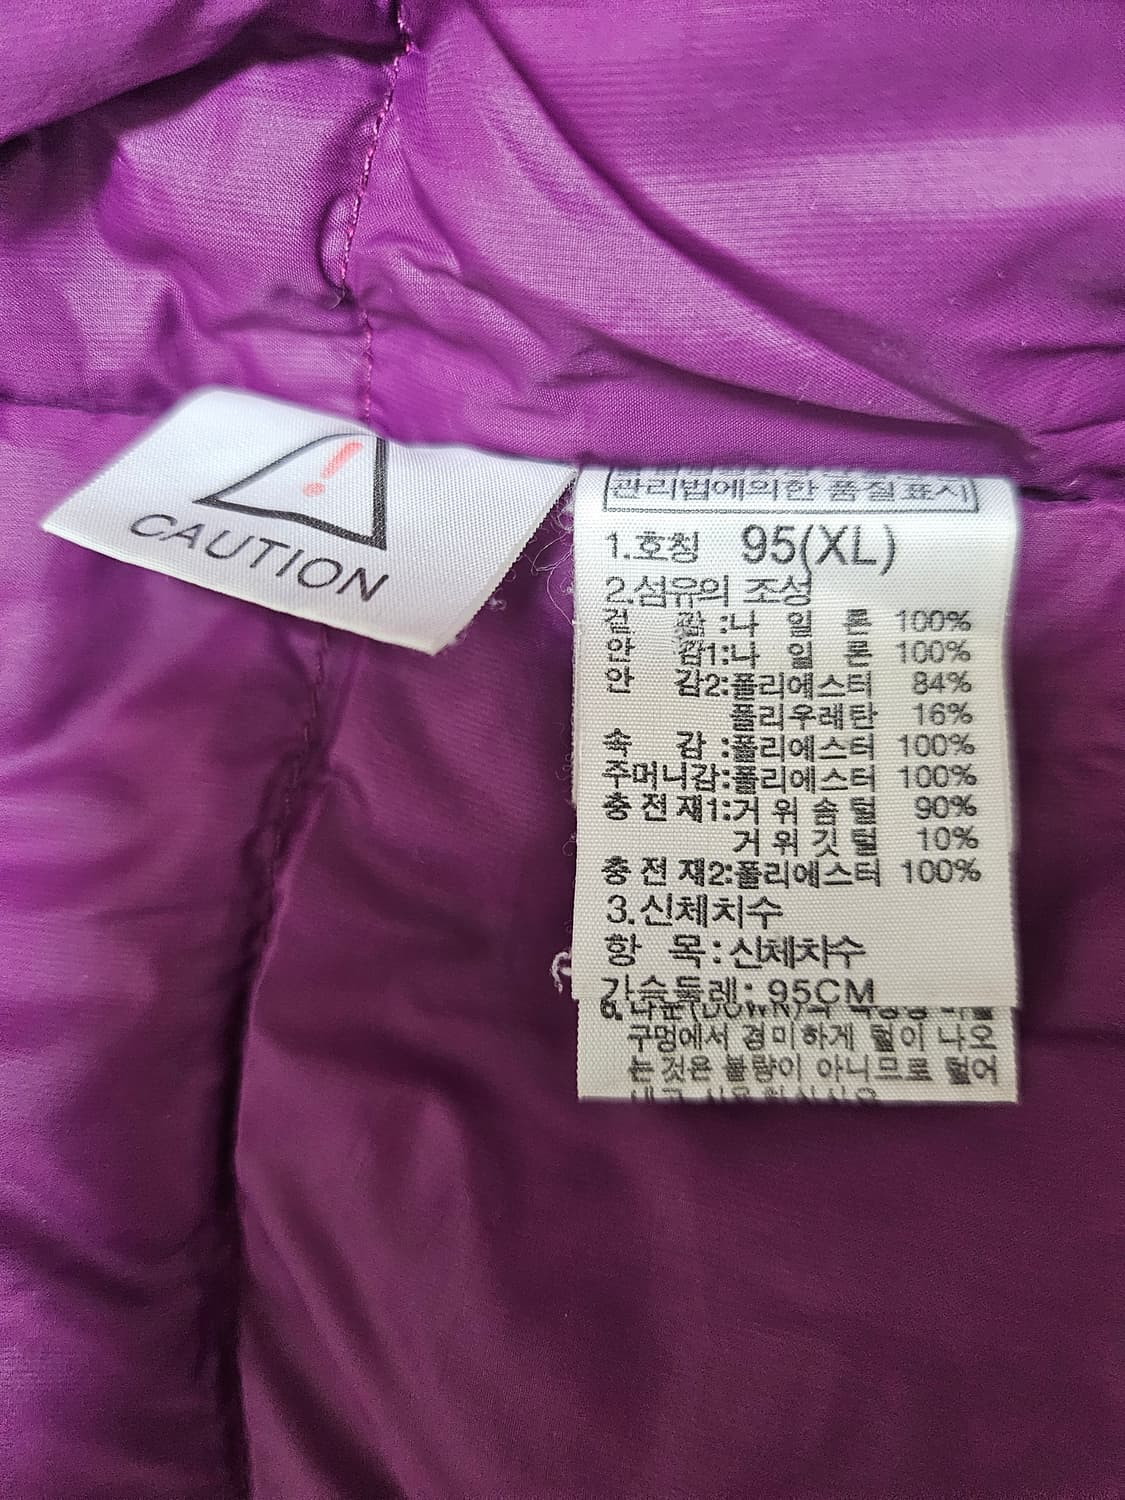 CAUTION
관리법에의한 품질표시
1.호칭 95(XL)
2.섬유의 조성
겉 감:나 일 론 100%
안 감1:나 일 론 100%
안 감2:폴리에스터 84%
폴리우레탄 16%
속 감:폴리에스터 100%
주머니감:폴리에스터 100%
충 전 재1:거 위 솜 털 90%
거 위 깃 털 10%
충 전 재2:폴리에스터 100%
3.신체치수
항 목:신체치수
가슴둘레: 95CM
(DOWN)
구멍에서 경미하게 털이 나오
는것은 불량이 아니므로 털어